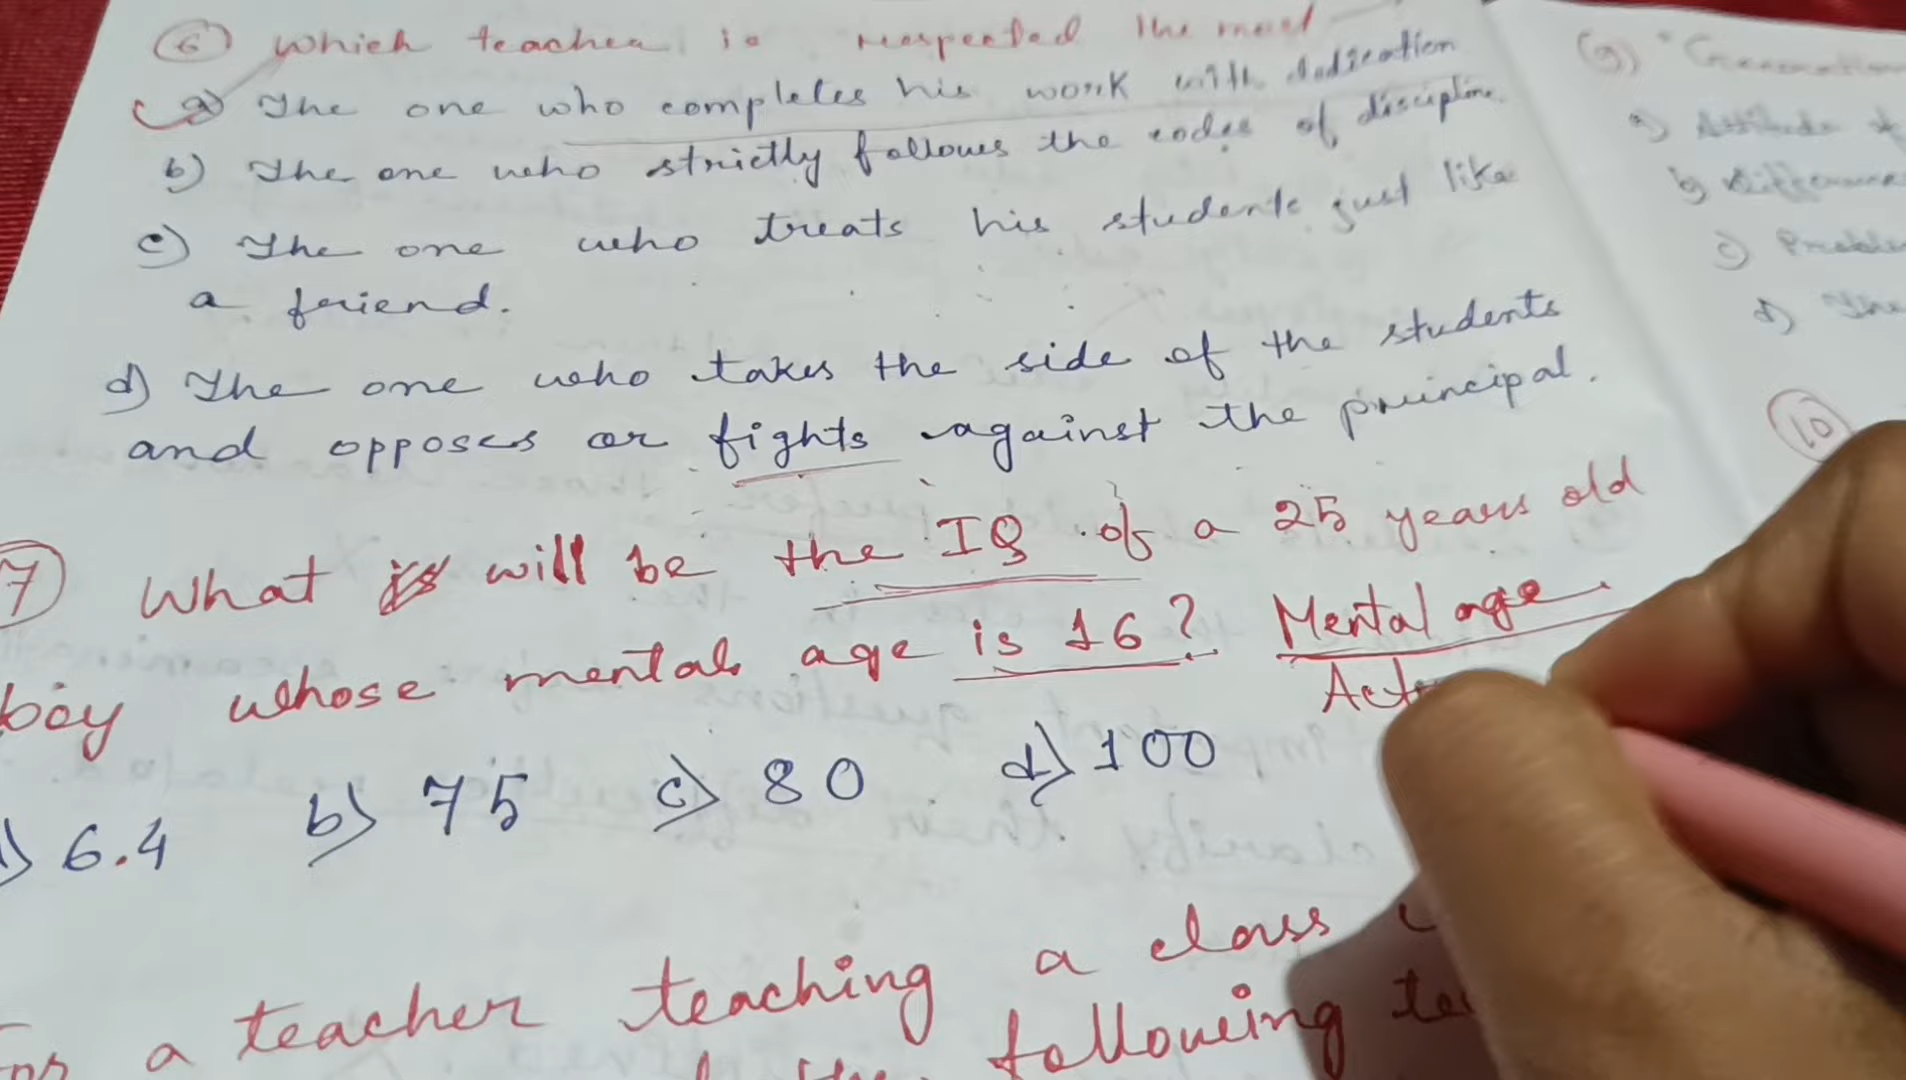 6 Which teacher is respected the most
a) The one who completes his work with dedication
b) The one who strictly follows the codes of discipline.
c) The one who treats his students just like
a friend.
d) The one who takes the side of the students
and opposes or fights against the principal.
7 What is will be the IQ of a 25 years old
boy whose mental age is 16? Mental age
6.4 b) 75 c) 80 d) 100
a teacher teaching a class
following
(9)
a) Attitude
b)
c)
d) The
10